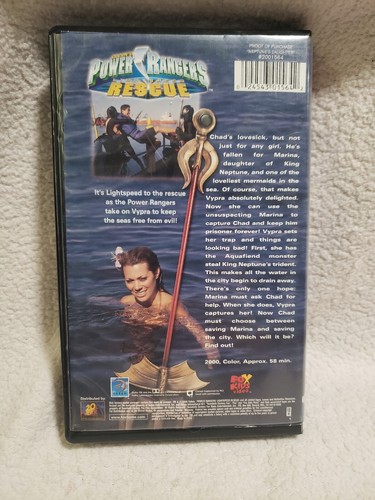 PROOF OF PURCHASE
#2001564
POWER RANGERS
RESCUE
Chad's lovesick, but not
just for any girl. He's
fallen for Marina,
daughter of King
Neptune, and one of the
loveliest mermaids in the
sea. Of course, that makes
Vypra absolutely delighted.
Now she can use the
unsuspecting Marina to
capture Chad and keep him
prisoner forever! Vypra sets
her trap and things are
looking bad! First, she has
the Aquafiend monster
steal King Neptune's trident.
This makes all the water in
the city begin to drain away.
There's only one hope:
Marina must ask Chad for
help. When she does, Vypra
captures her! Now Chad
must choose between
saving Marina and saving
the city. Which will it be?
Find out!
It's Lightspeed to the rescue
as the Power Rangers
take on Vypra to keep
the seas free from evil!
2000, Color, Approx. 58 min.
Distributed by
FOX
KIDS